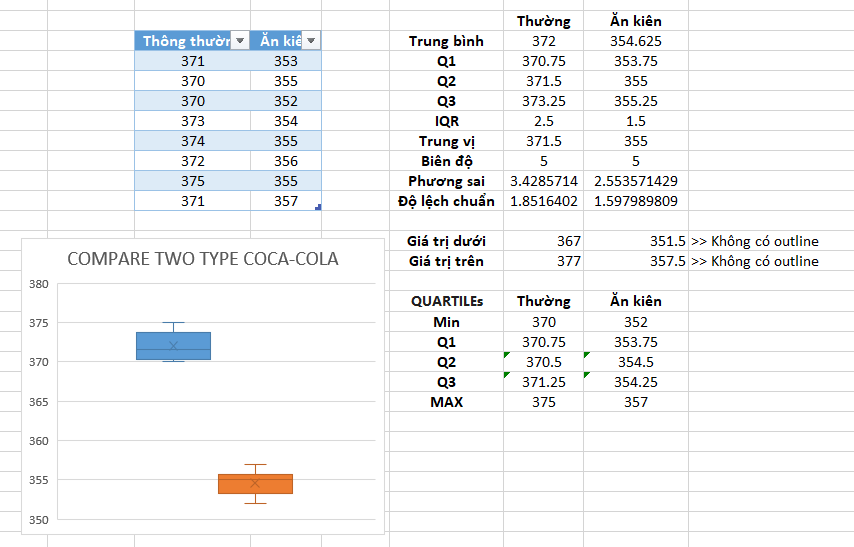 Thường Ăn kiên
Thông thườn Ăn kiê Trung bình 372 354.625
371 353 Q1 370.75 353.75
370 355 Q2 371.5 355
370 352 Q3 373.25 355.25
373 354 IQR 2.5 1.5
374 355 Trung vị 371.5 355
372 356 Biên độ 5 5
375 355 Phương sai 3.4285714 2.553571429
371 357 Độ lệch chuẩn 1.8516402 1.597989809
Giá trị dưới 367 351.5 >> Không có outline
Giá trị trên 377 357.5 >> Không có outline
COMPARE TWO TYPE COCA-COLA
380
375
370
365
360
355
350
QUARTILEs Thường Ăn kiên
Min 370 352
Q1 370.75 353.75
Q2 370.5 354.5
Q3 371.25 354.25
MAX 375 357